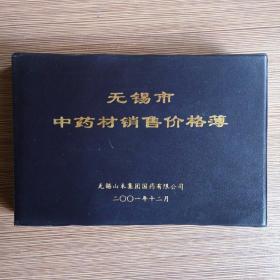 无锡市
中药材销售价格薄
无锡山禾集团国药有限公司
二〇〇一年十二月